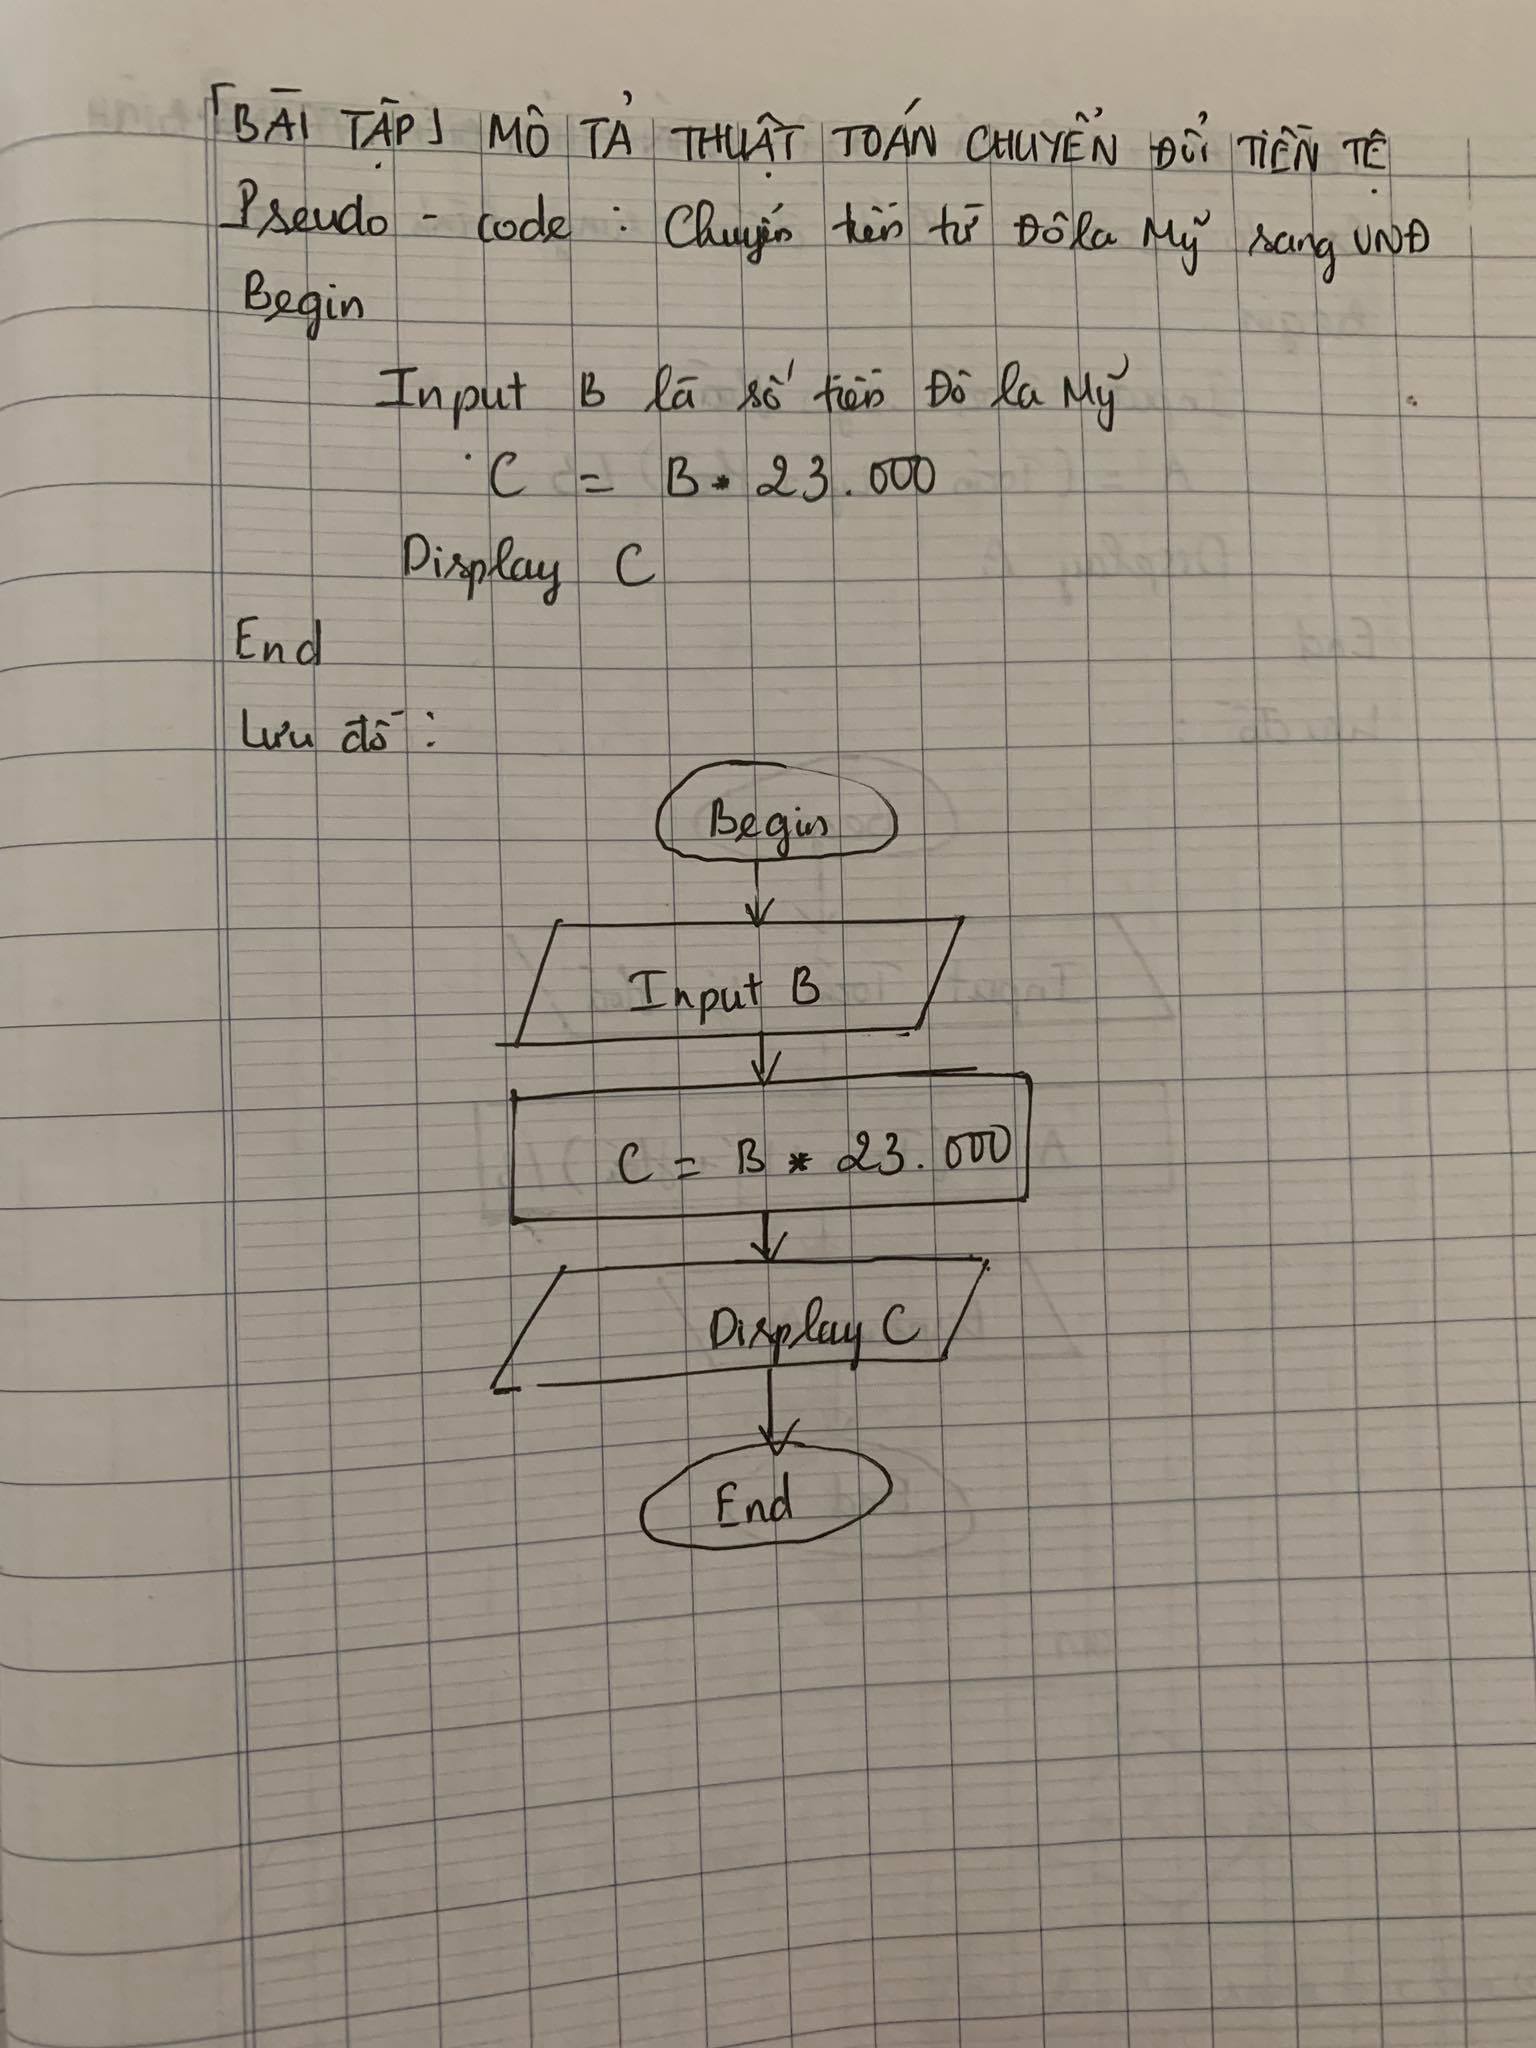 [BÀI TẬP] MÔ TẢ THUẬT TOÁN CHUYỂN ĐỔI TIỀN TỆ
Pseudo - code : Chuyển tiền từ Đô la Mỹ sang VNĐ
Begin
Input B là số tiền Đô la Mỹ
C = B * 23.000
Display C
End
Lưu đồ :
Begin
Input B
C = B * 23.000
Display C
End